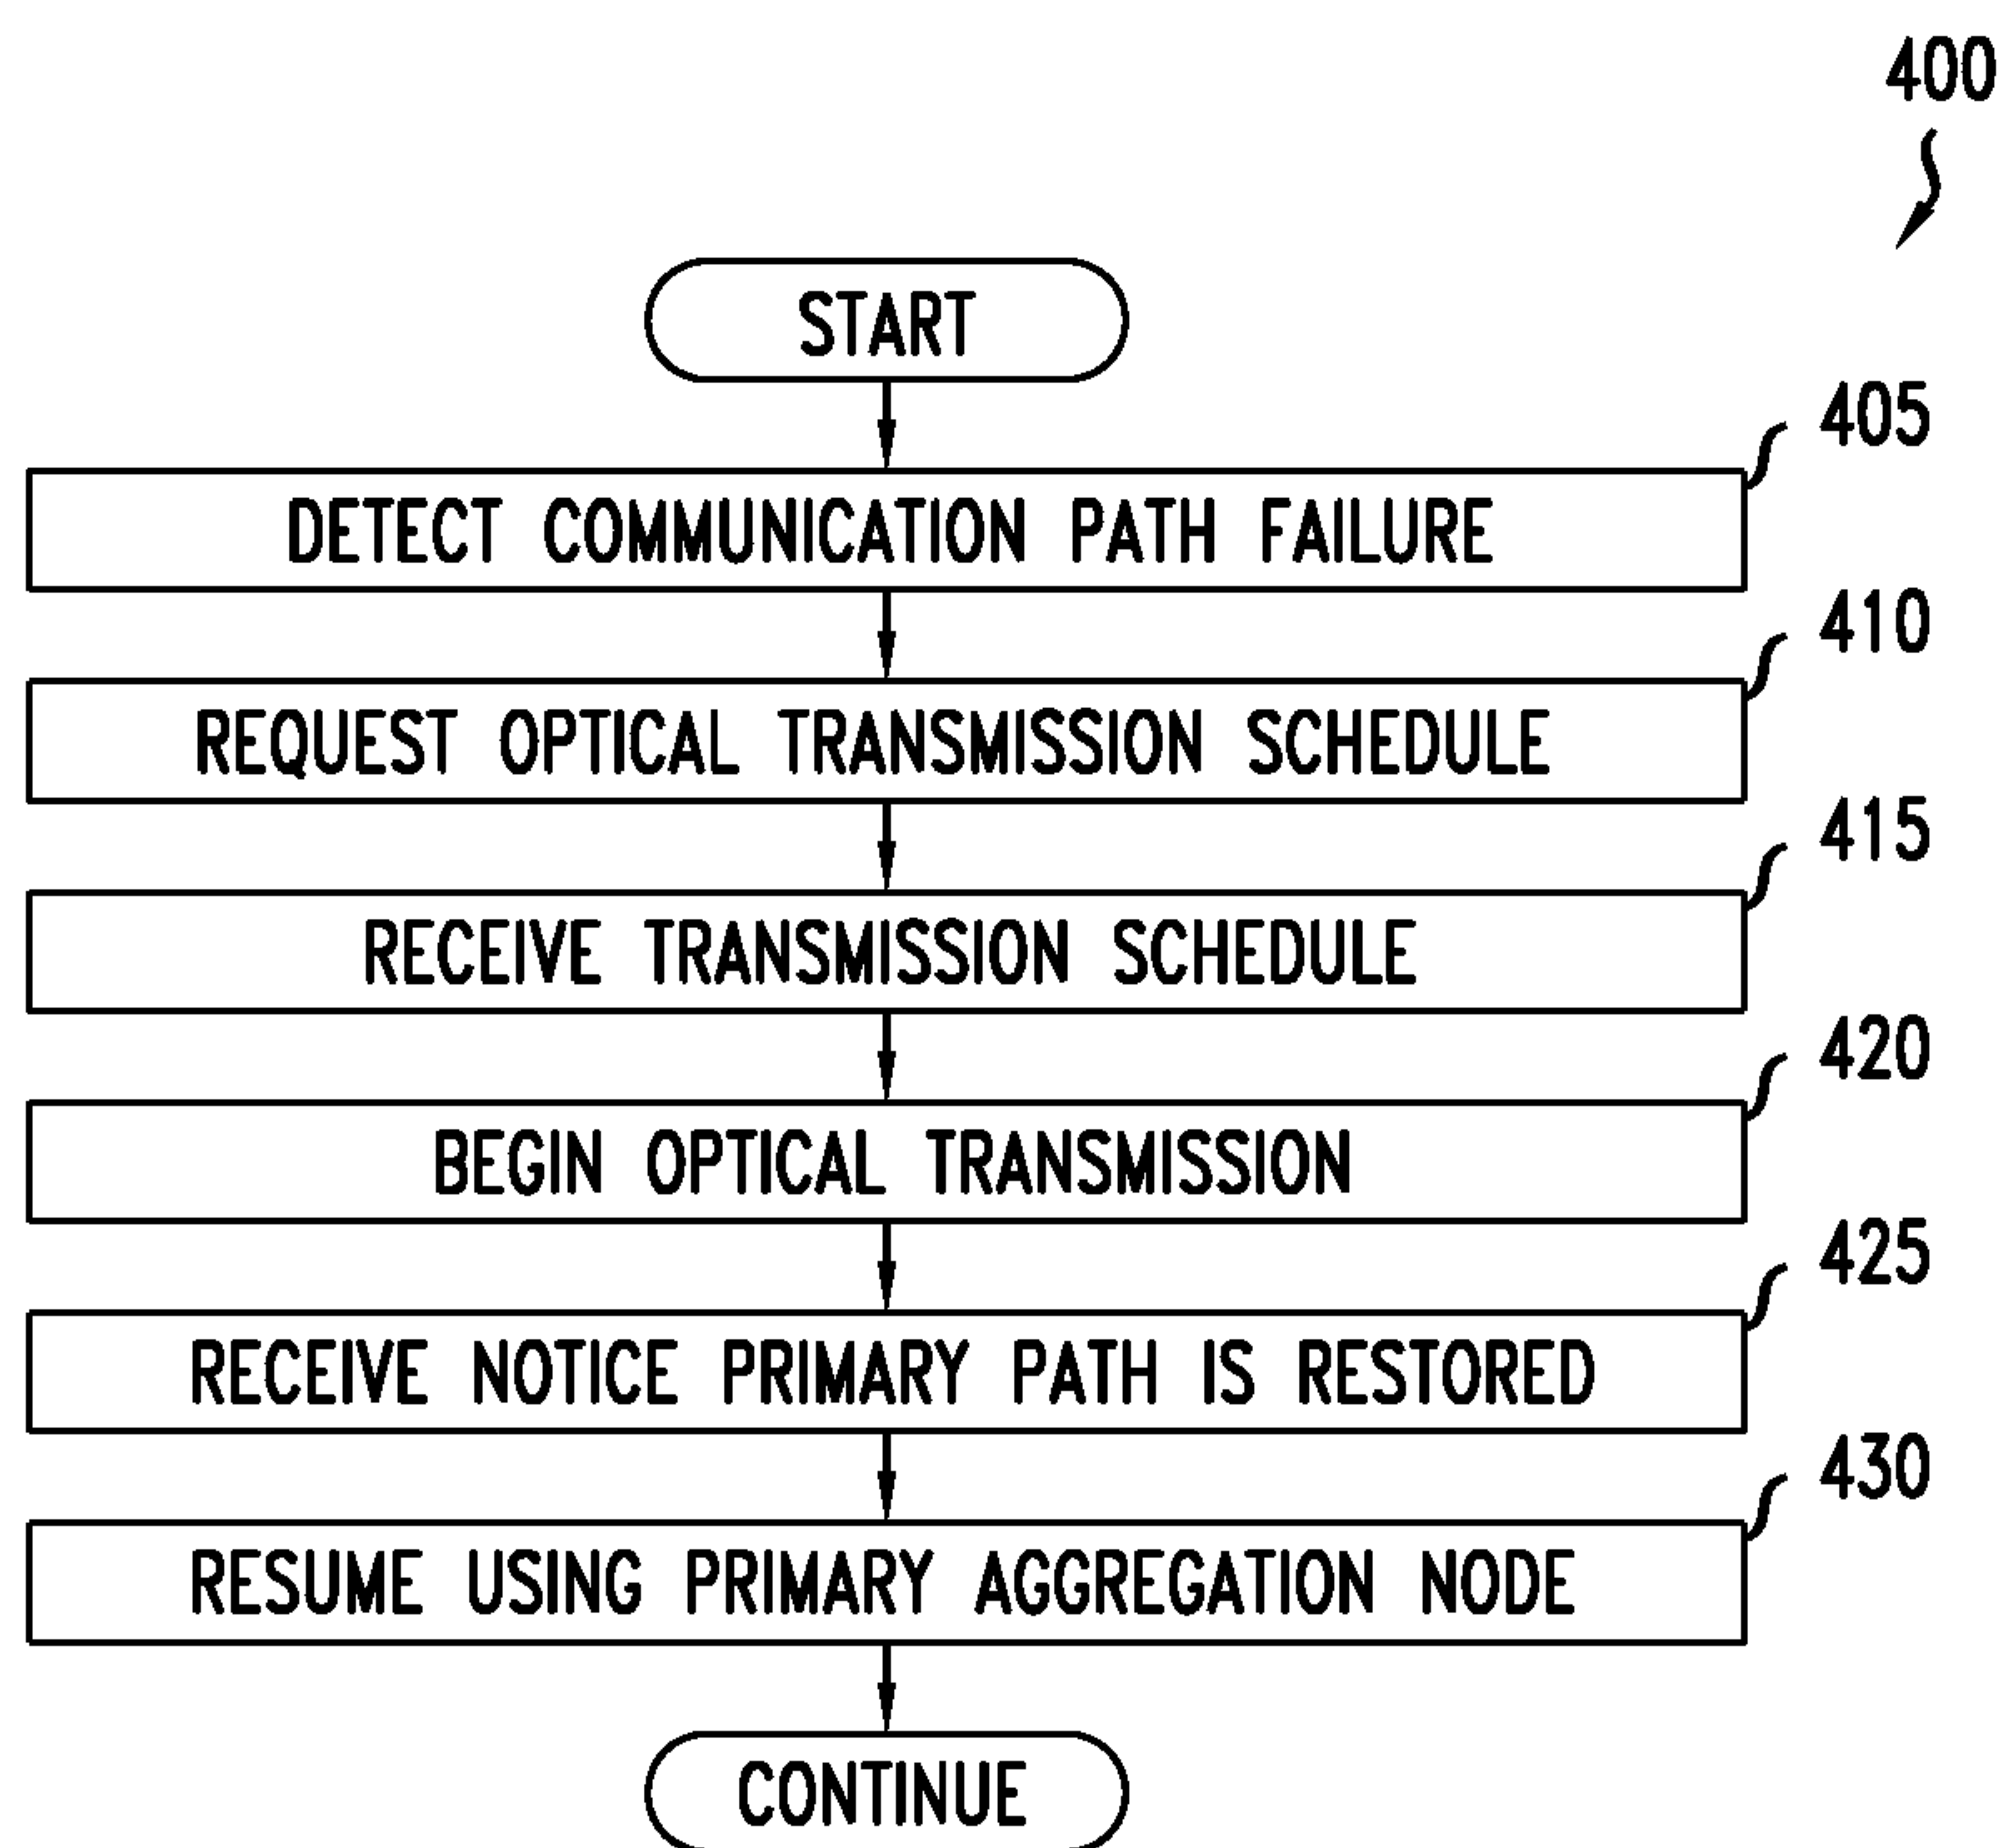 400
START
405
DETECT COMMUNICATION PATH FAILURE
410
REQUEST OPTICAL TRANSMISSION SCHEDULE
415
RECEIVE TRANSMISSION SCHEDULE
420
BEGIN OPTICAL TRANSMISSION
425
RECEIVE NOTICE PRIMARY PATH IS RESTORED
430
RESUME USING PRIMARY AGGREGATION NODE
CONTINUE